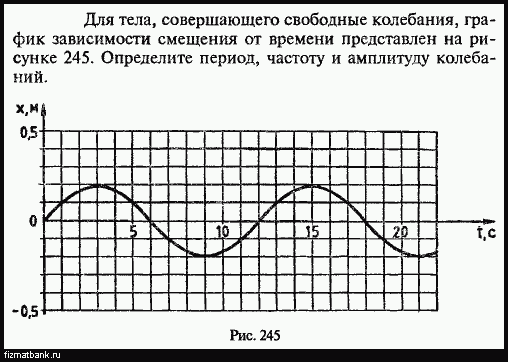 Для тела, совершающего свободные колебания, гра-
фик зависимости смещения от времени представлен на ри-
сунке 245. Определите период, частоту и амплитуду колеба-
ний.
x,м
0,5
0
5
10
15
20
t,c
-0,5
Рис. 245
fizmatbank.ru